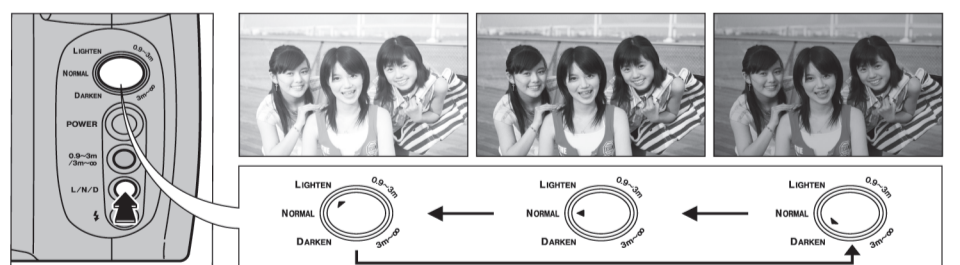 LIGHTEN
0.9~3m
NORMAL
DARKEN
3m~∞
POWER
0.9~3m
/3m~∞
L/N/D
LIGHTEN
0.9~3m
NORMAL
DARKEN
3m~∞
LIGHTEN
0.9~3m
NORMAL
DARKEN
3m~∞
LIGHTEN
0.9~3m
NORMAL
DARKEN
3m~∞